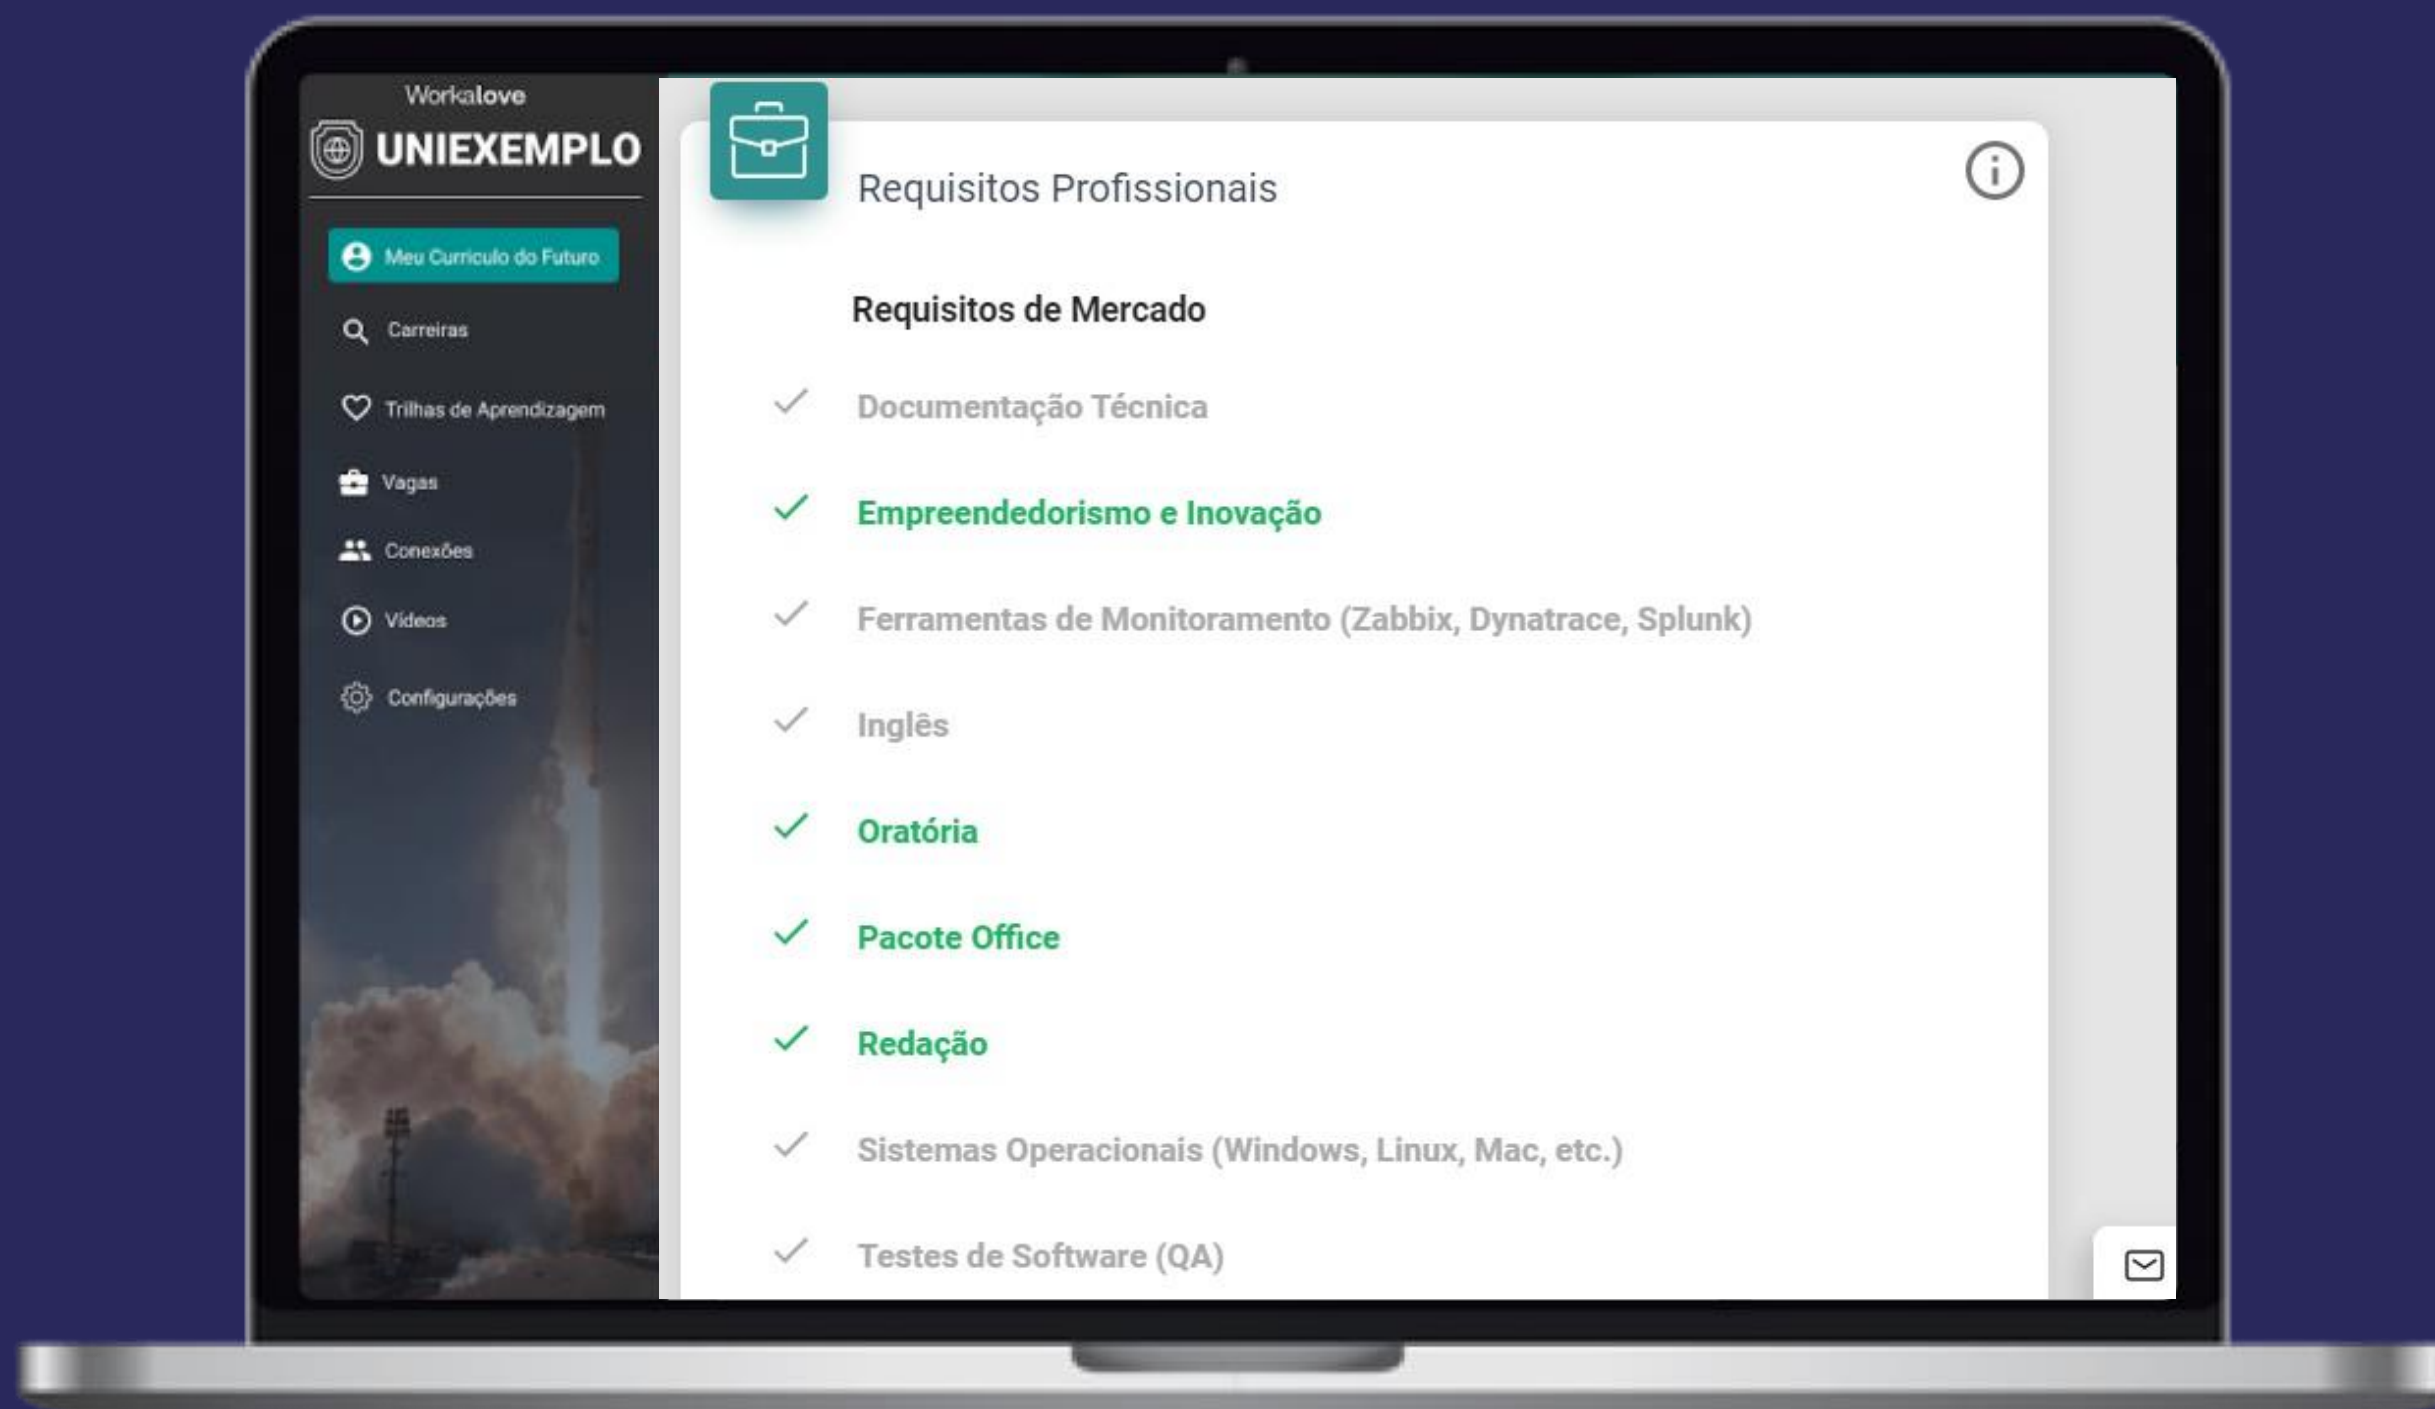 Workalove
UNIEXEMPLO
Meu Curriculo do Futuro
Carreiras
Trilhas de Aprendizagem
Vagas
Conexões
Vídeos
Configurações
Requisitos Profissionais
Requisitos de Mercado
Documentação Técnica
Empreendedorismo e Inovação
Ferramentas de Monitoramento (Zabbix, Dynatrace, Splunk)
Inglês
Oratória
Pacote Office
Redação
Sistemas Operacionais (Windows, Linux, Mac, etc.)
Testes de Software (QA)